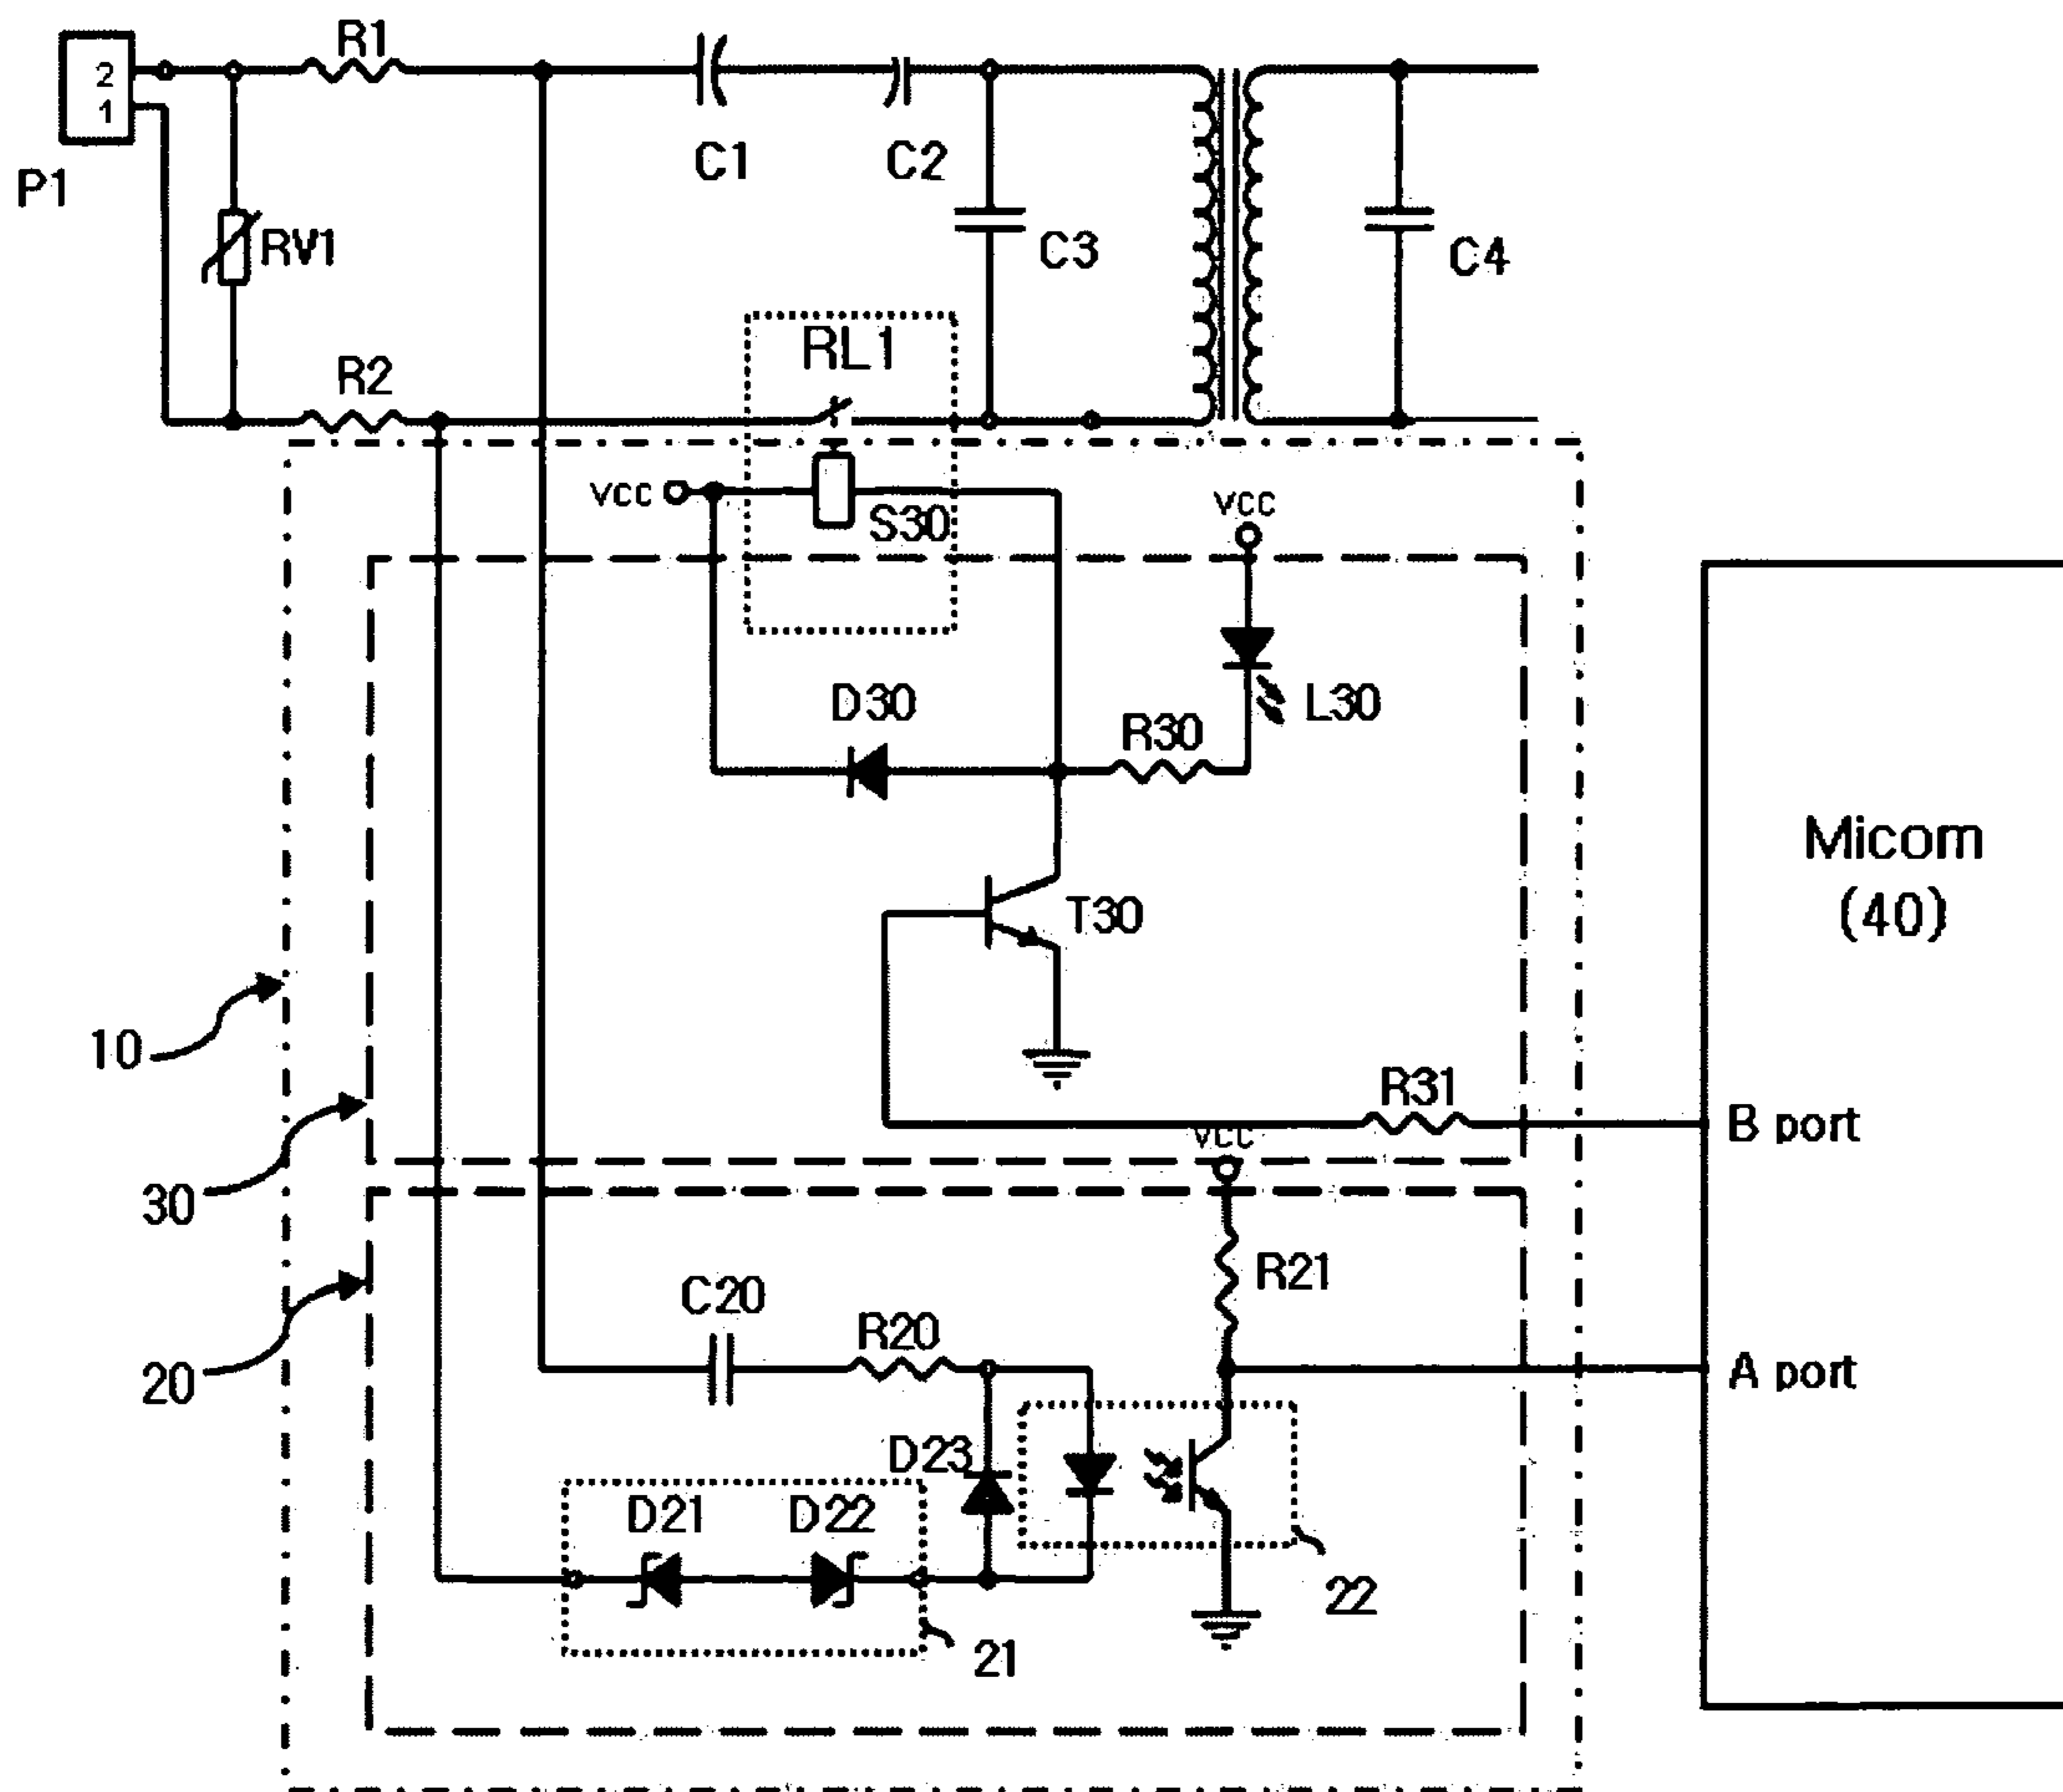 R1
2
1
P1
C1
C2
RV1
C3
C4
RL1
R2
VCC
S30
VCC
D30
R30
L30
Micom
(40)
T30
10
R31
B port
VCC
30
R21
C20
R20
A port
20
D23
D21
D22
22
21